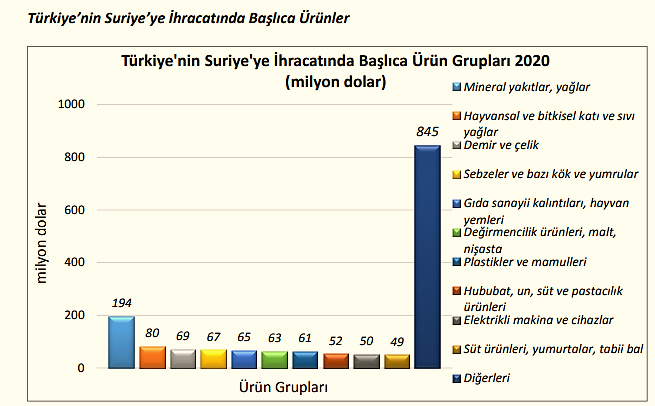 Türkiye’nin Suriye’ye İhracatında Başlıca Ürünler
Türkiye'nin Suriye'ye İhracatında Başlıca Ürün Grupları 2020
(milyon dolar)
1000
800
600
400
200
0
milyon dolar
194
80
69
67
65
63
61
52
50
49
845
Ürün Grupları
Mineral yakıtlar, yağlar
Hayvansal ve bitkisel katı ve sıvı
yağlar
Demir ve çelik
Sebzeler ve bazı kök ve yumrular
Gıda sanayii kalıntıları, hayvan
yemleri
Değirmencilik ürünleri, malt,
nişasta
Plastikler ve mamulleri
Hububat, un, süt ve pastacılık
ürünleri
Elektrikli makina ve cihazlar
Süt ürünleri, yumurtalar, tabii bal
Diğerleri